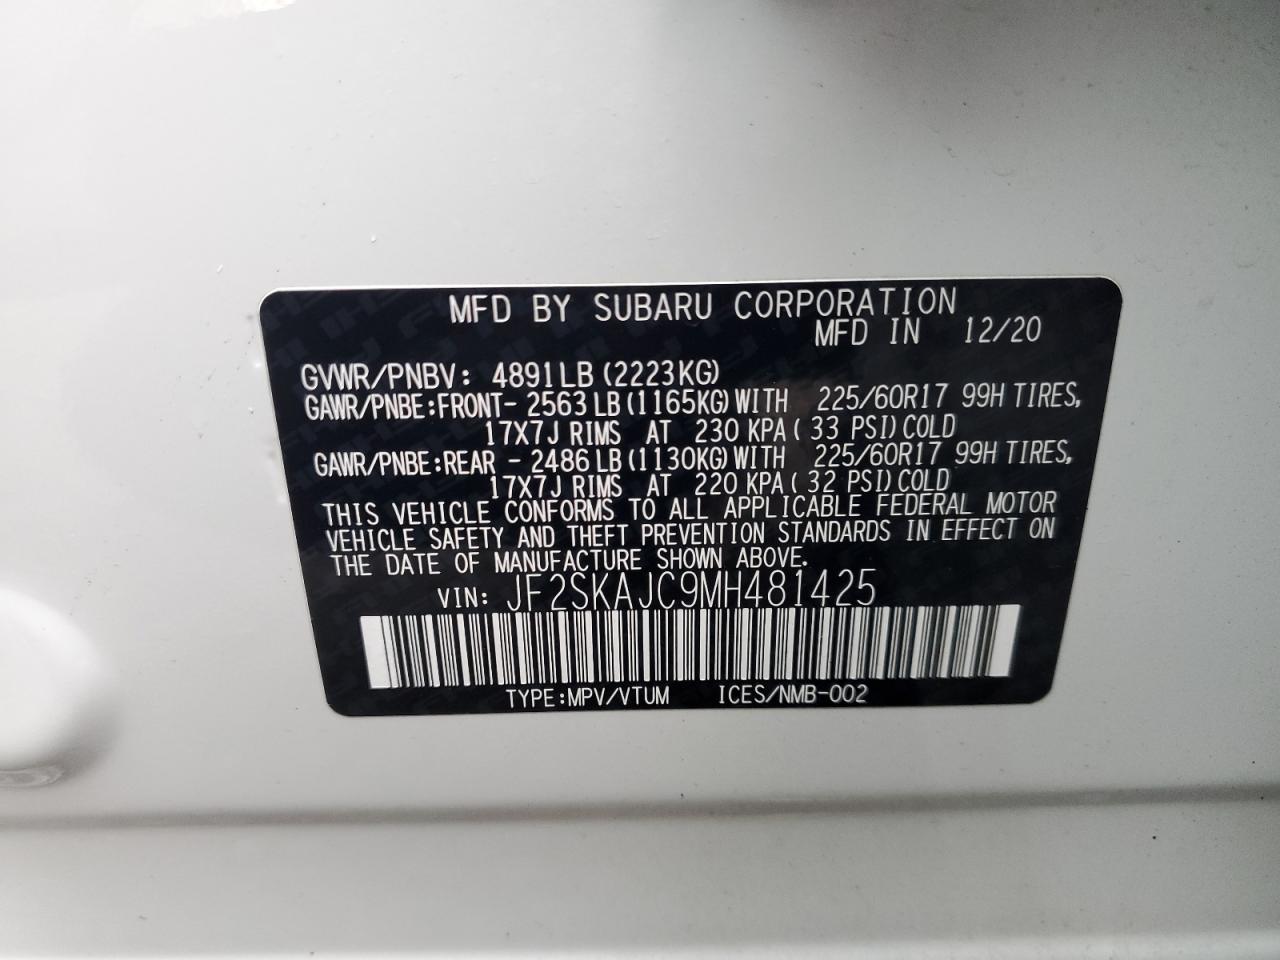 MFD BY SUBARU CORPORATION
MFD IN 12/20
GVWR/PNBV: 4891LB (2223KG)
GAWR/PNBE:FRONT- 2563 LB (1165KG) WITH 225/60R17 99H TIRES,
17X7J RIMS AT 230 KPA ( 33 PSI) COLD
GAWR/PNBE:REAR - 2486 LB (1130KG) WITH 225/60R17 99H TIRES,
17X7J RIMS AT 220 KPA ( 32 PSI) COLD
THIS VEHICLE CONFORMS TO ALL APPLICABLE FEDERAL MOTOR
VEHICLE SAFETY AND THEFT PREVENTION STANDARDS IN EFFECT ON
THE DATE OF MANUFACTURE SHOWN ABOVE.
VIN: JF2SKAJC9MH481425
TYPE:MPV/VTUM ICES/NMB-002